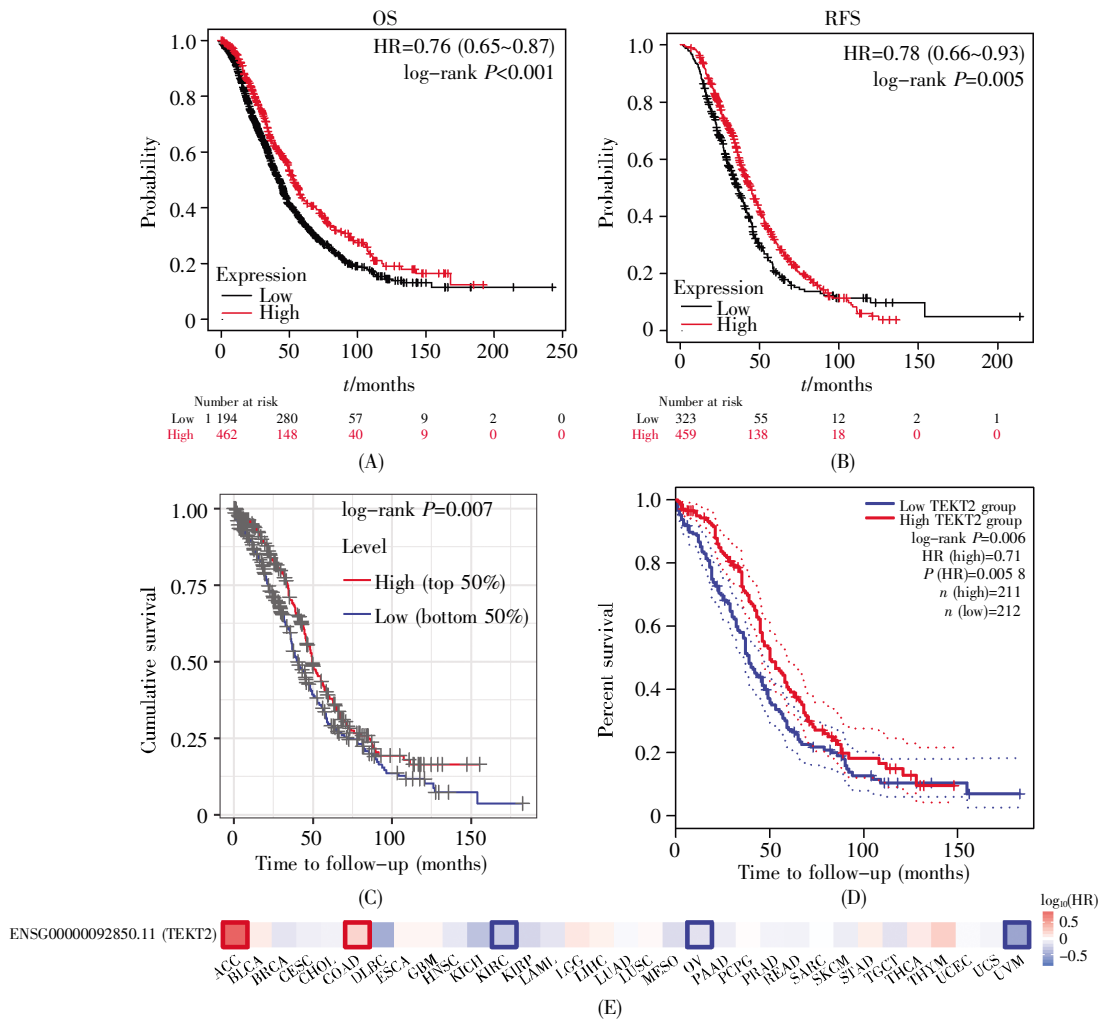 OS
HR=0.76 (0.65~0.87)
log-rank P<0.001
1.0
0.8
0.6
0.4
0.2
0
Probability
Expression
Low
High
0 50 100 150 200 250
t/months
Number at risk
Low 1 194 280 57 9 2 0
High 462 148 40 9 0 0
(A)
RFS
HR=0.78 (0.66~0.93)
log-rank P=0.005
1.0
0.8
0.6
0.4
0.2
0
Probability
Expression
Low
High
0 50 100 150 200
t/months
Number at risk
Low 323 55 12 2 1
High 459 138 18 0 0
(B)
log-rank P=0.007
Level
High (top 50%)
Low (bottom 50%)
1.00
0.75
0.50
0.25
0
Cumulative survival
0 50 100 150
Time to follow-up (months)
(C)
Low TEKT2 group
High TEKT2 group
log-rank P=0.006
HR (high)=0.71
P (HR)=0.005 8
n (high)=211
n (low)=212
1.0
0.8
0.6
0.4
0.2
0
Percent survival
0 50 100 150
Time to follow-up (months)
(D)
log₁₀(HR)
0.5
0
-0.5
ENSG00000092850.11 (TEKT2)
ACC BLCA BRCA CESC CHOL COAD DLBC ESCA GBM HNSC KICH KIRC KIRP LAML LGG LIHC LUAD LUSC MESO OV PAAD PCPG PRAD READ SARC SKCM STAD TGCT THCA THYM UCEC UCS UVM
(E)